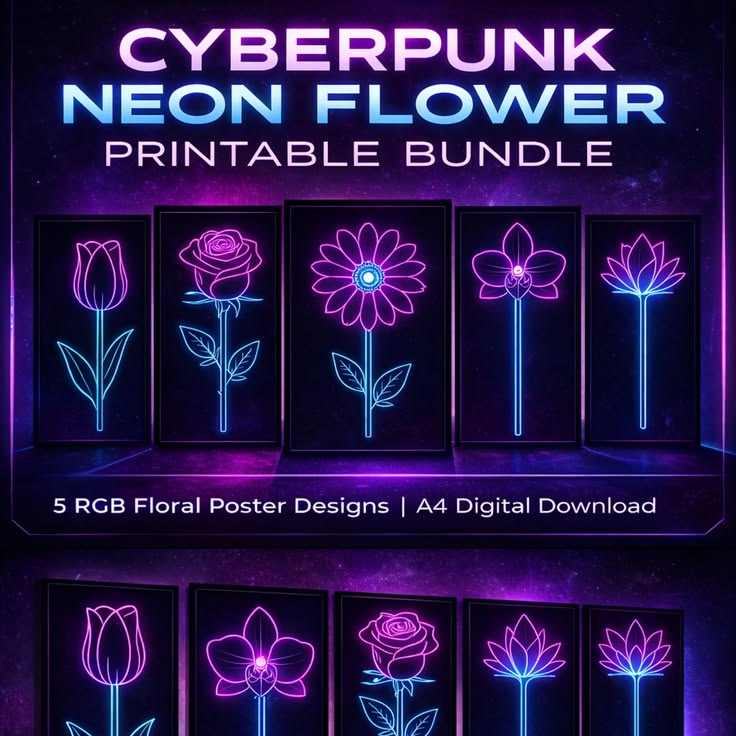 CYBERPUNK
NEON FLOWER
PRINTABLE BUNDLE
5 RGB Floral Poster Designs | A4 Digital Download